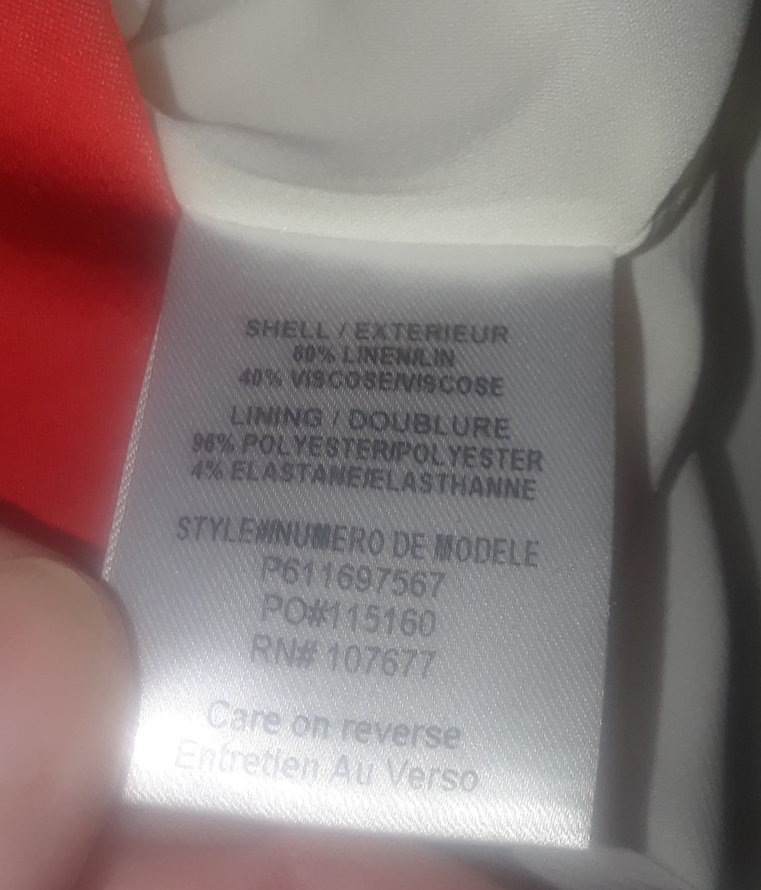 SHELL / EXTERIEUR
60% LINEN/LIN
40% VISCOSE/VISCOSE
LINING / DOUBLURE
96% POLYESTER/POLYESTER
4% ELASTANE/ELASTHANNE
STYLE#/NUMERO DE MODELE
P611697567
PO#115160
RN# 107677
Care on reverse
Entretien Au Verso